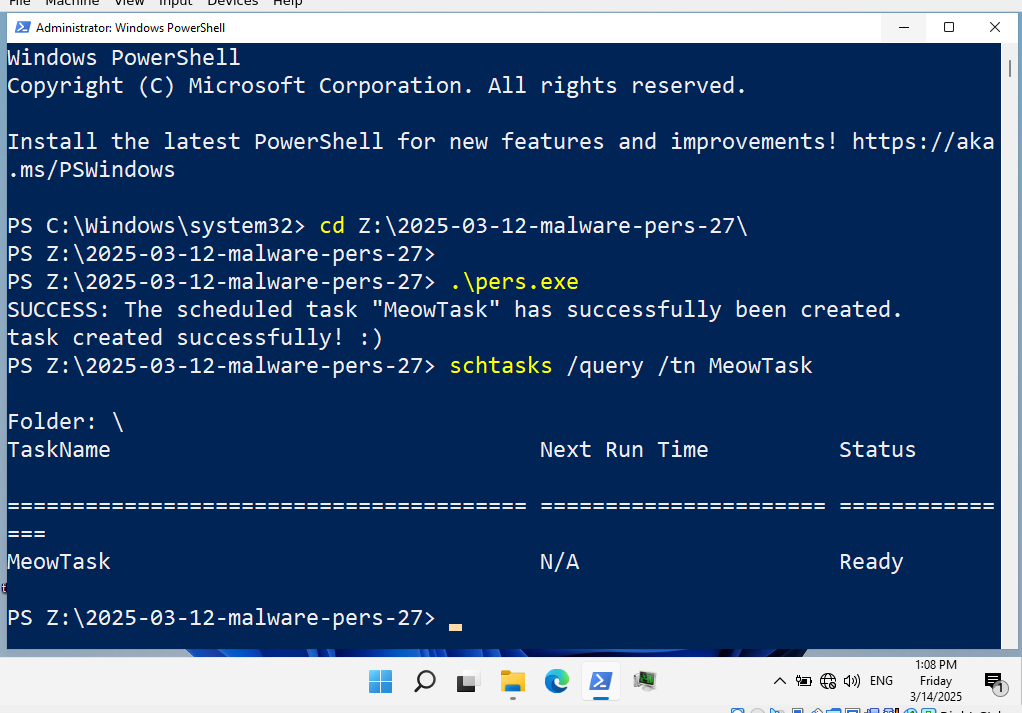 File Machine View Input Devices Help
Administrator: Windows PowerShell
Windows PowerShell
Copyright (C) Microsoft Corporation. All rights reserved.
Install the latest PowerShell for new features and improvements! https://aka
.ms/PSWindows
PS C:\Windows\system32> cd Z:\2025-03-12-malware-pers-27\
PS Z:\2025-03-12-malware-pers-27>
PS Z:\2025-03-12-malware-pers-27> .\pers.exe
SUCCESS: The scheduled task "MeowTask" has successfully been created.
task created successfully! :)
PS Z:\2025-03-12-malware-pers-27> schtasks /query /tn MeowTask
Folder: \
TaskName Next Run Time Status
======================================== ====================== ============
===
MeowTask N/A Ready
PS Z:\2025-03-12-malware-pers-27>
ENG
1:08 PM
Friday
3/14/2025
1